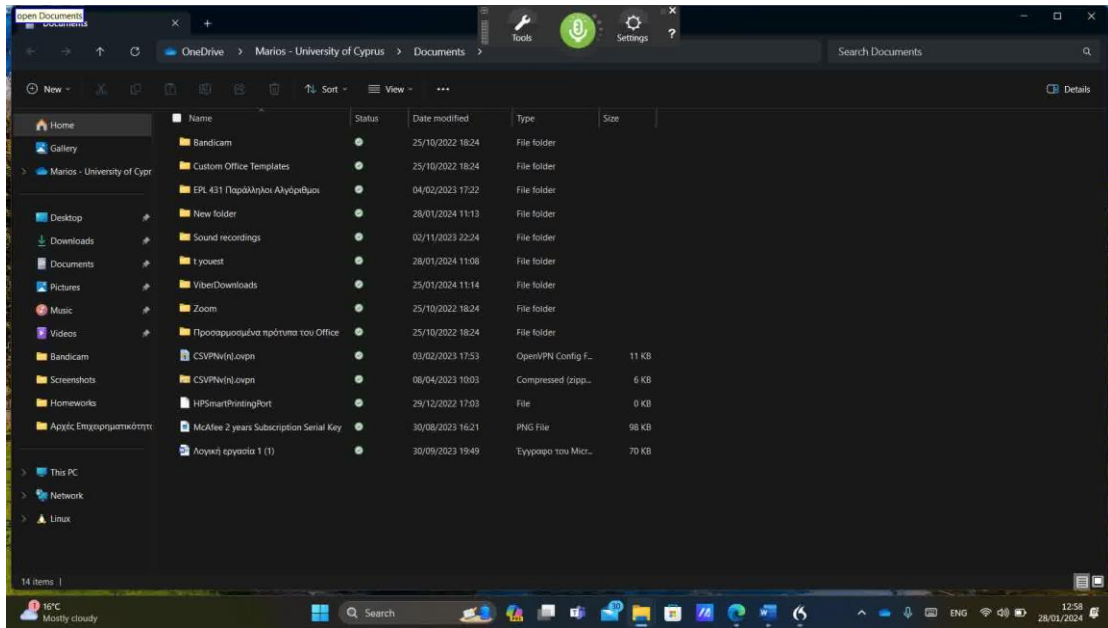 open Documents
Documents
Tools
Settings
?
OneDrive > Marios - University of Cyprus > Documents >
Search Documents
New
Sort
View
Details
Name Status Date modified Type Size
Home
Gallery
Marios - University of Cypr
Desktop
Downloads
Documents
Pictures
Music
Videos
Bandicam
Screenshots
Homeworks
Αρχές Επιχειρηματικότητα
This PC
Network
Linux
Bandicam 25/10/2022 18:24 File folder
Custom Office Templates 25/10/2022 18:24 File folder
EPL 431 Παράλληλοι Αλγόριθμοι 04/02/2023 17:22 File folder
New folder 28/01/2024 11:13 File folder
Sound recordings 02/11/2023 22:24 File folder
t youest 28/01/2024 11:08 File folder
ViberDownloads 25/01/2024 11:14 File folder
Zoom 25/10/2022 18:24 File folder
Προσαρμοσμένα πρότυπα του Office 25/10/2022 18:24 File folder
CSVPNv(n).ovpn 03/02/2023 17:53 OpenVPN Config F... 11 KB
CSVPNv(n).ovpn 08/04/2023 10:03 Compressed (zipp... 6 KB
HPSmartPrintingPort 29/12/2022 17:03 File 0 KB
McAfee 2 years Subscription Serial Key 30/08/2023 16:21 PNG File 98 KB
Λογική εργασία 1 (1) 30/09/2023 19:49 Έγγραφο του Micr... 70 KB
14 items
1
16°C
Mostly cloudy
Search
30
ENG
12:58
28/01/2024